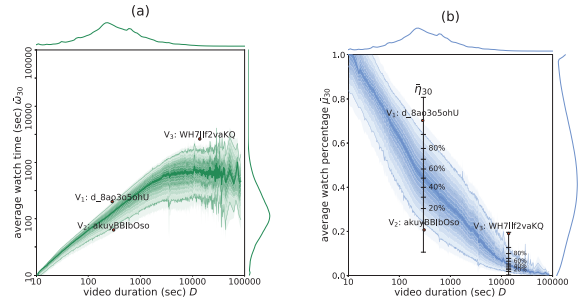 (a)
average watch time (sec) ω̄₃₀
100000
10000
1000
100
10
V₃: WH7Jlf2vaKQ
V₁: d_8ao3o5ohU
V₂: akuyBBIbOso
10 100 1000 10000 100000
video duration (sec) D
(b)
average watch percentage μ̄₃₀
1.0
0.8
0.6
0.4
0.2
0.0
η̄₃₀
V₁: d_8ao3o5ohU
80%
60%
40%
20%
V₂: akuyBBIbOso
V₃: WH7Jlf2vaKQ
80%
20%
10 100 1000 10000 100000
video duration (sec) D